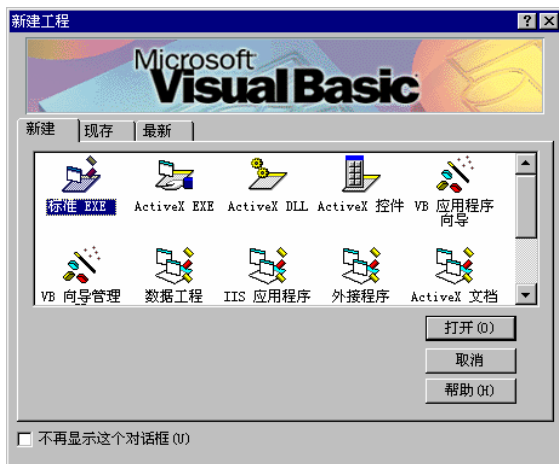 新建工程
Microsoft
Visual Basic
新建 现存 最新
标准 EXE ActiveX EXE ActiveX DLL ActiveX 控件 VB 应用程序
向导
VB 向导管理 数据工程 IIS 应用程序 外接程序 ActiveX 文档
打开(O)
取消
帮助(H)
不再显示这个对话框(U)